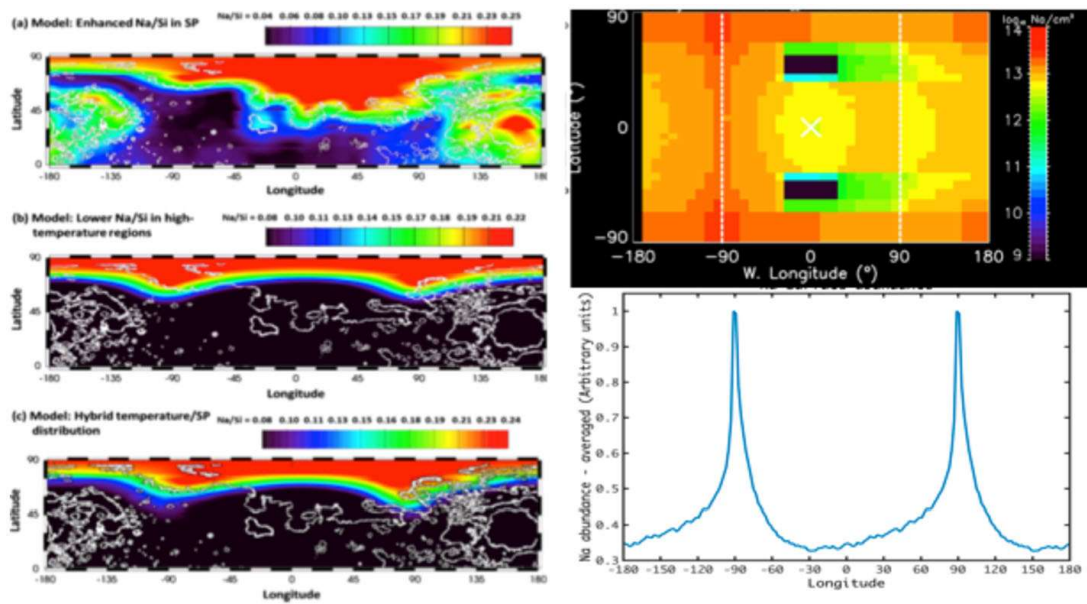 (a) Model: Enhanced Na/Si in SP
Na/Si = 0.04 0.06 0.08 0.10 0.13 0.15 0.17 0.19 0.21 0.23 0.25
90
45
0
Latitude
-180 -135 -90 -45 0 45 90 135 180
Longitude
(b) Model: Lower Na/Si in high-
temperature regions
Na/Si = 0.08 0.10 0.11 0.13 0.14 0.15 0.17 0.18 0.19 0.21 0.22
90
45
0
Latitude
-180 -135 -90 -45 0 45 90 135 180
Longitude
(c) Model: Hybrid temperature/SP
distribution
Na/Si = 0.08 0.10 0.11 0.13 0.15 0.16 0.18 0.19 0.21 0.23 0.24
90
45
0
Latitude
-180 -135 -90 -45 0 45 90 135 180
Longitude
90
0
−90
Latitude (°)
−180 −90 0 90 180
W. Longitude (°)
Na/cm²
14
13
12
11
10
9
1
0.9
0.8
0.7
0.6
0.5
0.4
0.3
Na abundance - averaged (Arbitrary units)
-180 -150 -120 -90 -60 -30 0 30 60 90 120 150 180
Longitude